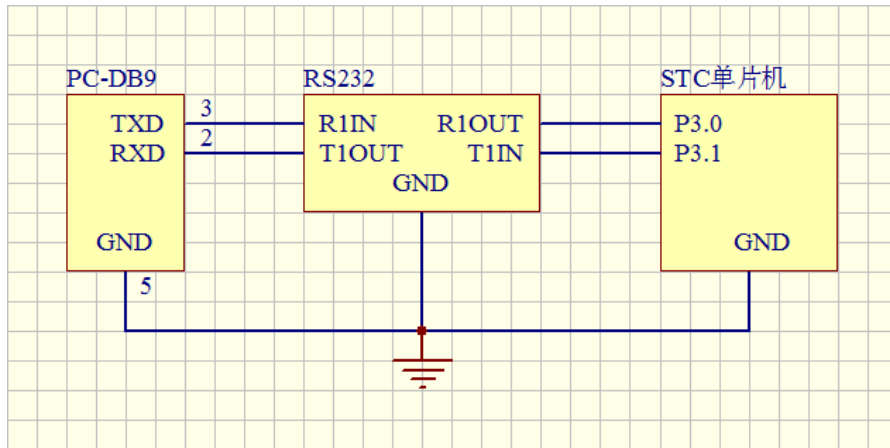 PC-DB9 RS232 STC单片机
TXD 3 R1IN R1OUT P3.0
RXD 2 T1OUT T1IN P3.1
GND
GND GND
5